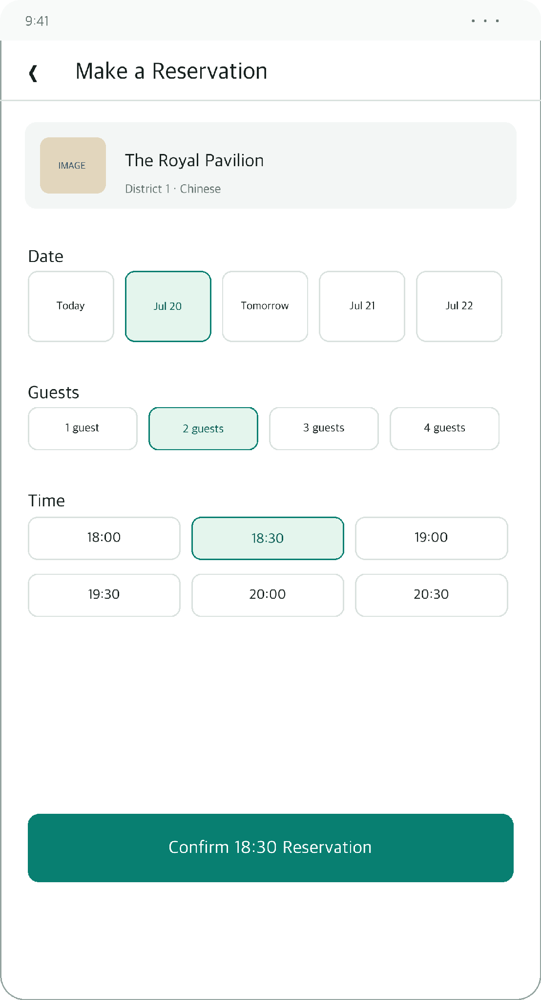 9:41
Make a Reservation
IMAGE
The Royal Pavilion
District 1 · Chinese
Date
Today
Jul 20
Tomorrow
Jul 21
Jul 22
Guests
1 guest
2 guests
3 guests
4 guests
Time
18:00
18:30
19:00
19:30
20:00
20:30
Confirm 18:30 Reservation